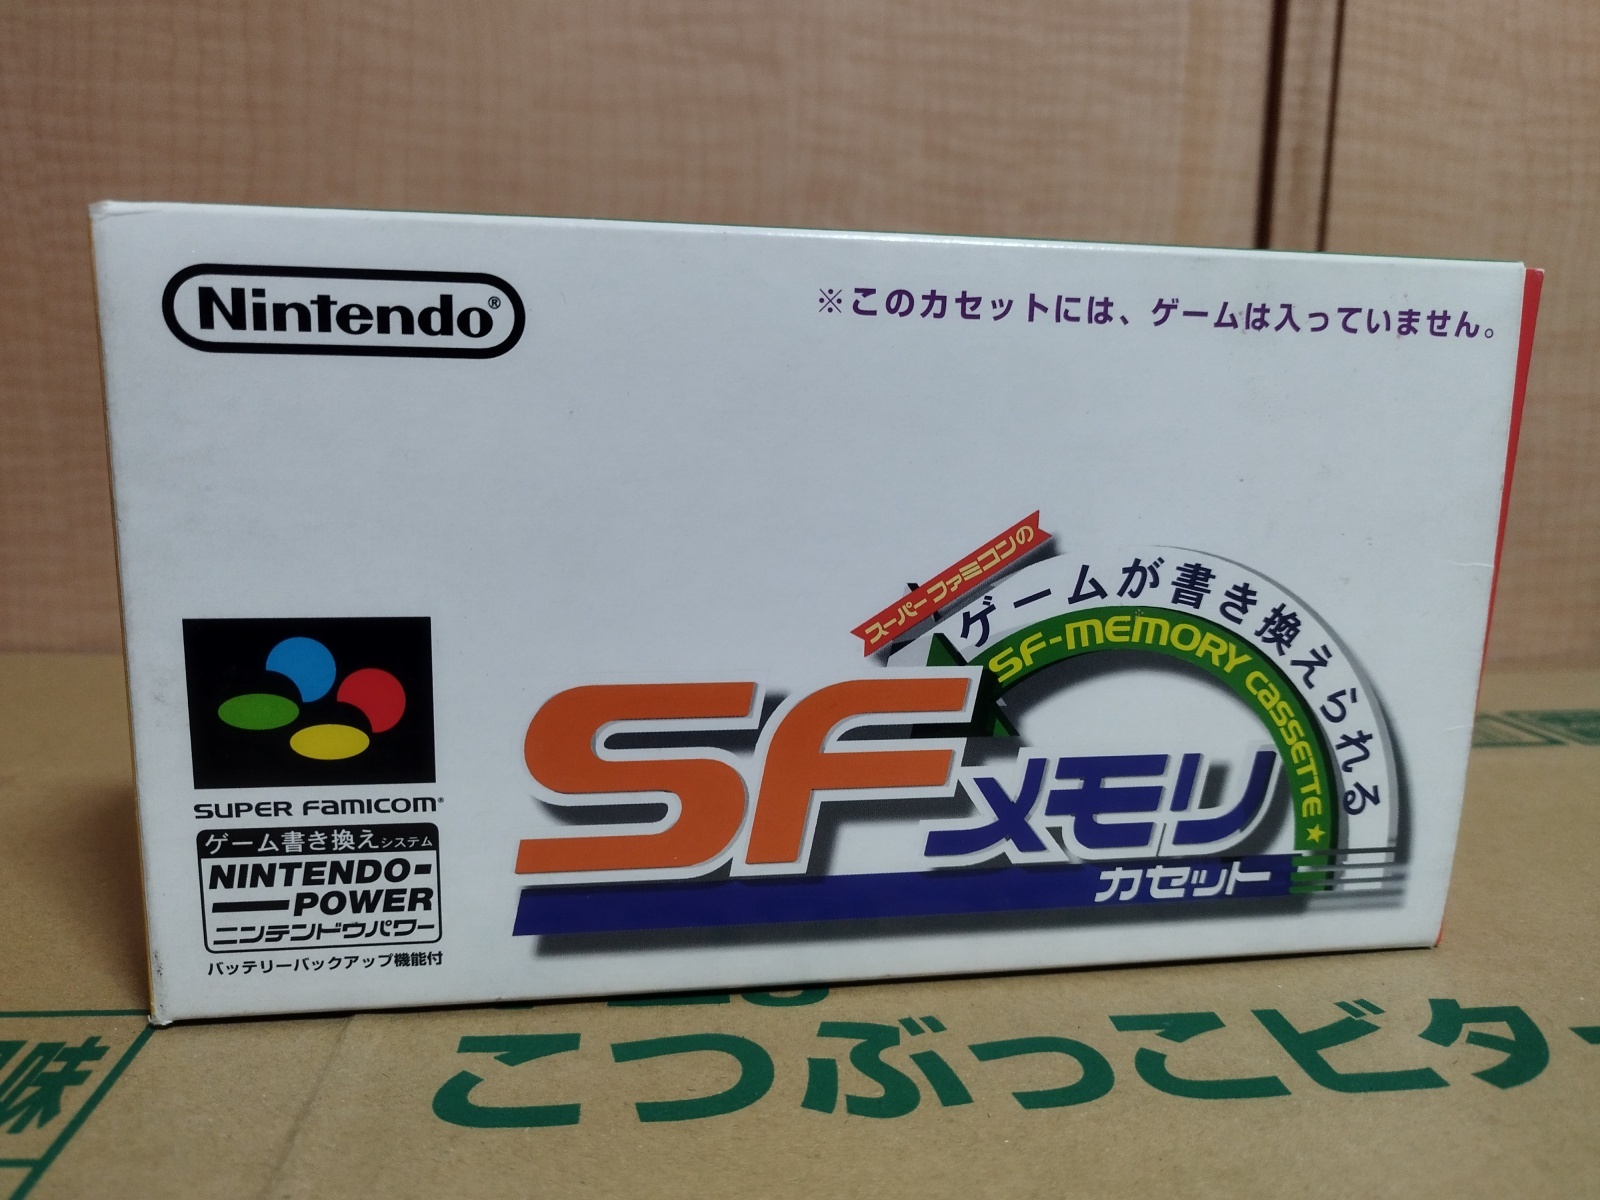 Nintendo®
※このカセットには、ゲームは入っていません。
スーパーファミコンの
ゲームが書き換えられる
SF-MEMORY CASSETTE★
SFメモリ
カセット
SUPER FAMICOM®
ゲーム書き換えシステム
NINTENDO-
POWER
ニンテンドウパワー
バッテリーバックアップ機能付
味
こつぶっこビター